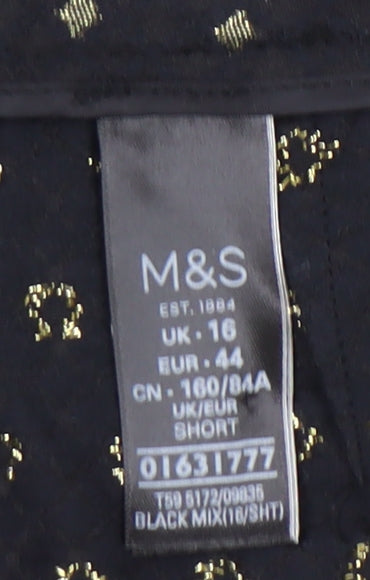 M&S
EST. 1884
UK · 16
EUR · 44
CN · 160/84A
UK/EUR
SHORT
01631777
T59 5172/09835
BLACK MIX(16/SHT)